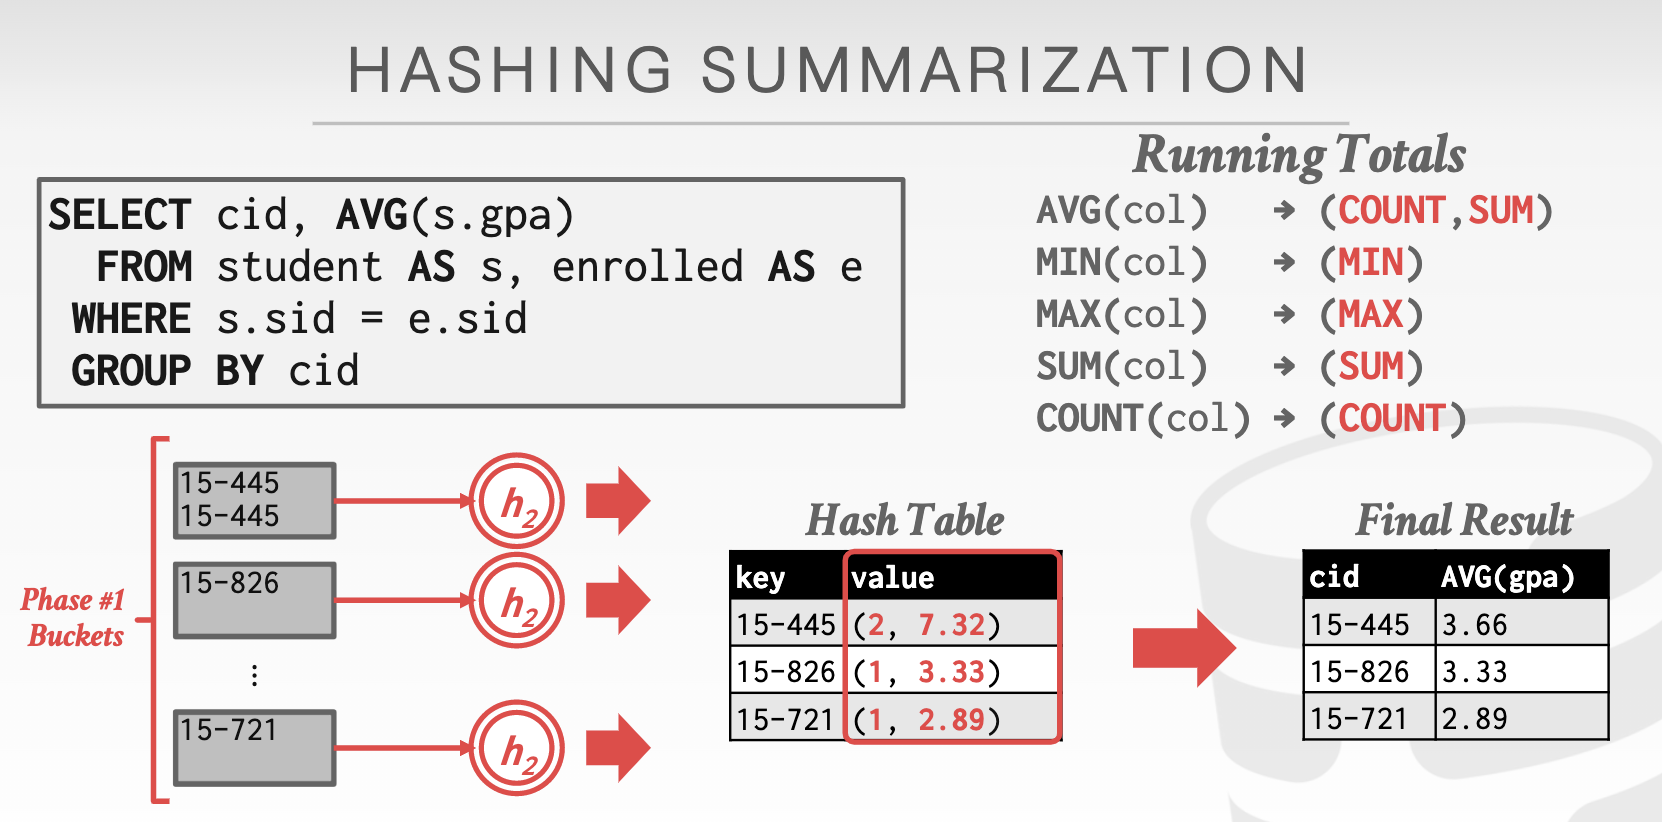 HASHING SUMMARIZATION
SELECT cid, AVG(s.gpa)
FROM student AS s, enrolled AS e
WHERE s.sid = e.sid
GROUP BY cid
Running Totals
AVG(col) → (COUNT,SUM)
MIN(col) → (MIN)
MAX(col) → (MAX)
SUM(col) → (SUM)
COUNT(col) → (COUNT)
Phase #1
Buckets
15-445
15-445
h2
15-826
h2
⋮
15-721
h2
Hash Table
key value
15-445 (2, 7.32)
15-826 (1, 3.33)
15-721 (1, 2.89)
Final Result
cid AVG(gpa)
15-445 3.66
15-826 3.33
15-721 2.89